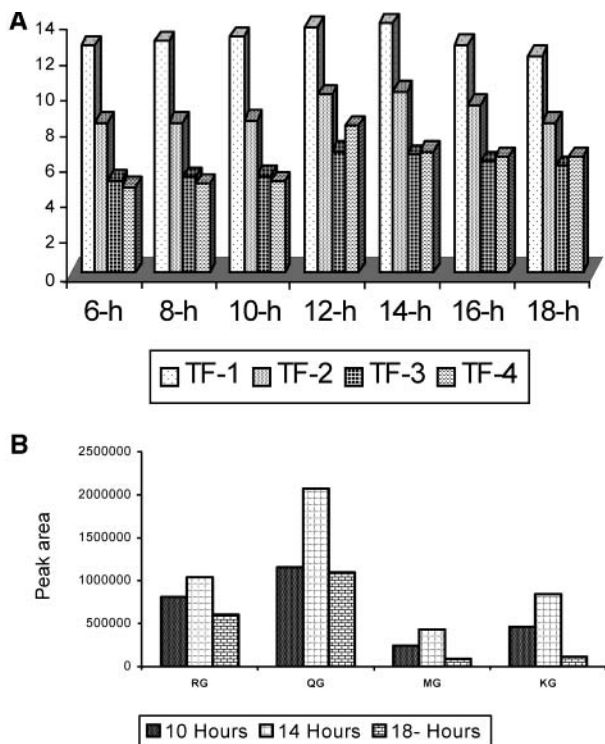 A
14
12
10
8
6
4
2
0
6-h 8-h 10-h 12-h 14-h 16-h 18-h
TF-1 TF-2 TF-3 TF-4
B
2500000
2000000
1500000
1000000
500000
0
Peak area
RG QG MG KG
10 Hours 14 Hours 18- Hours